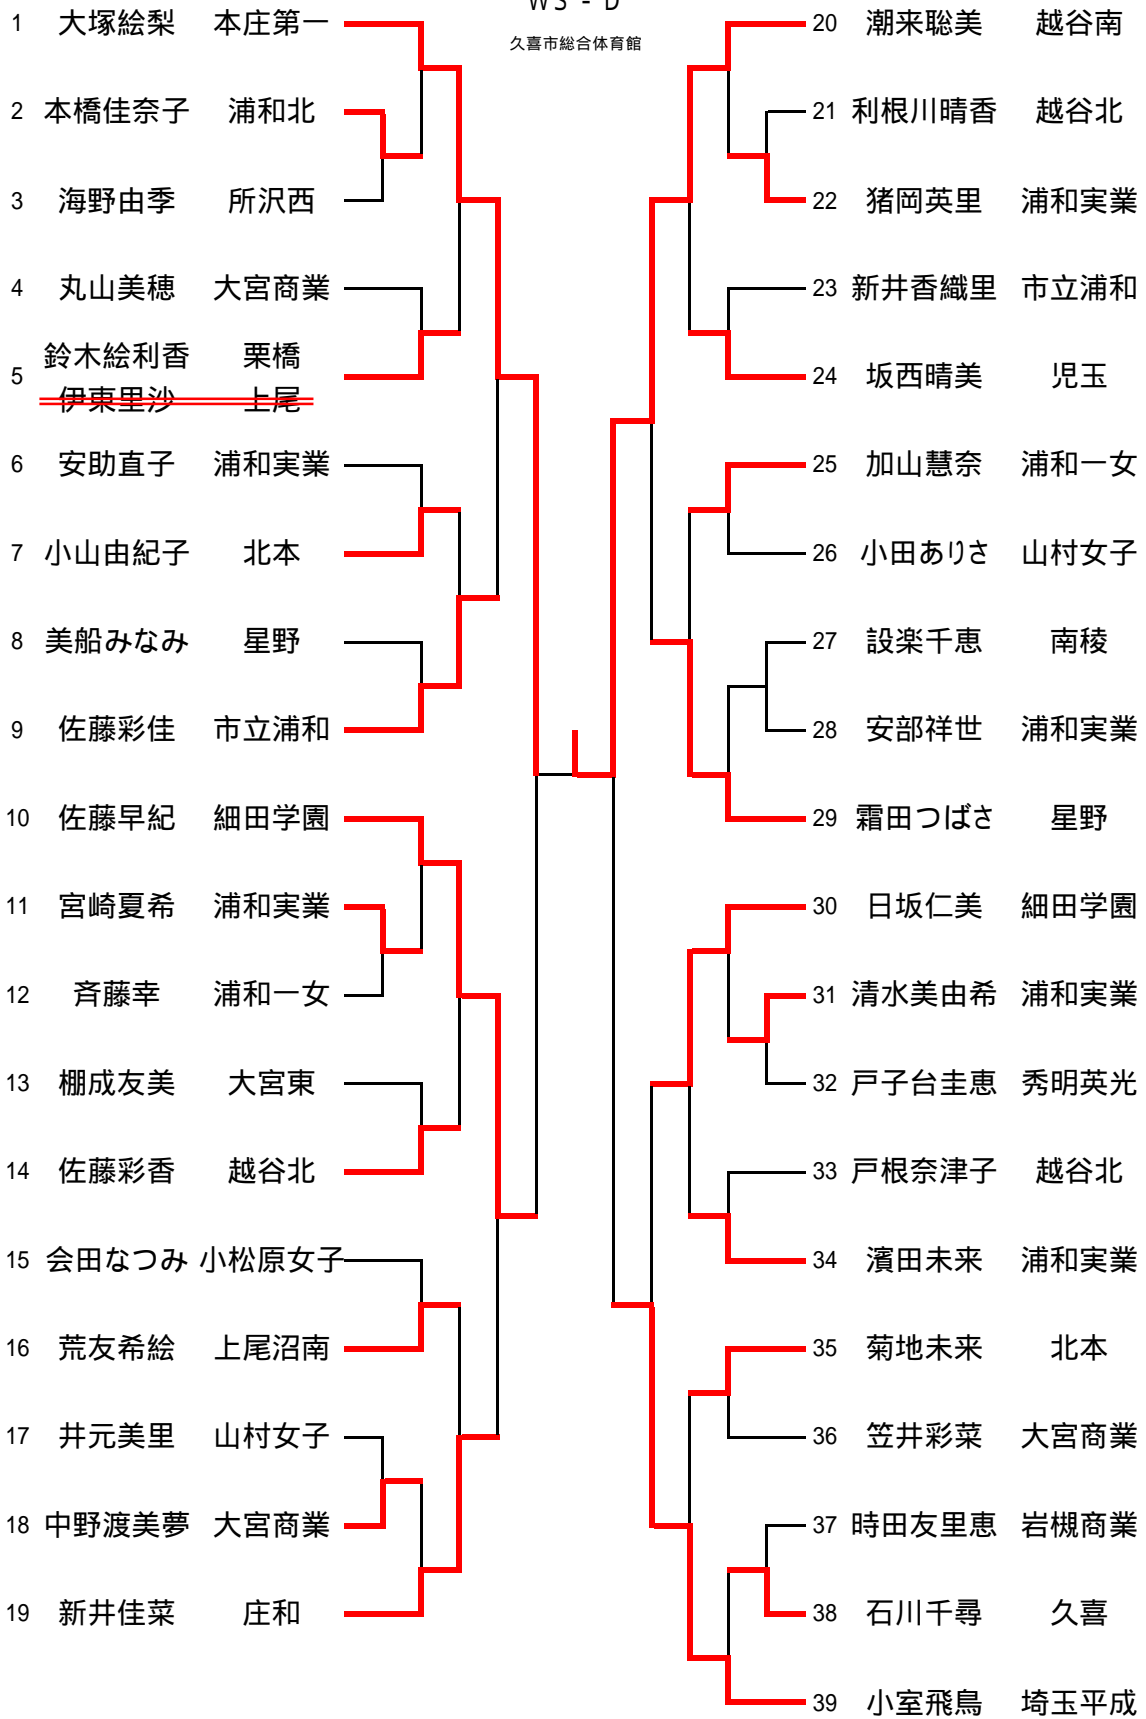 WS - D
久喜市総合体育館
1 大塚絵梨 本庄第一
2 本橋佳奈子 浦和北
3 海野由季 所沢西
4 丸山美穂 大宮商業
5 鈴木絵利香 栗橋
伊東里沙 上尾
6 安助直子 浦和実業
7 小山由紀子 北本
8 美船みなみ 星野
9 佐藤彩佳 市立浦和
10 佐藤早紀 細田学園
11 宮崎夏希 浦和実業
12 斉藤幸 浦和一女
13 棚成友美 大宮東
14 佐藤彩香 越谷北
15 会田なつみ 小松原女子
16 荒友希絵 上尾沼南
17 井元美里 山村女子
18 中野渡美夢 大宮商業
19 新井佳菜 庄和
20 潮来聡美 越谷南
21 利根川晴香 越谷北
22 猪岡英里 浦和実業
23 新井香織里 市立浦和
24 坂西晴美 児玉
25 加山慧奈 浦和一女
26 小田ありさ 山村女子
27 設楽千恵 南稜
28 安部祥世 浦和実業
29 霜田つばさ 星野
30 日坂仁美 細田学園
31 清水美由希 浦和実業
32 戸子台圭恵 秀明英光
33 戸根奈津子 越谷北
34 濱田未来 浦和実業
35 菊地未来 北本
36 笠井彩菜 大宮商業
37 時田友里恵 岩槻商業
38 石川千尋 久喜
39 小室飛鳥 埼玉平成